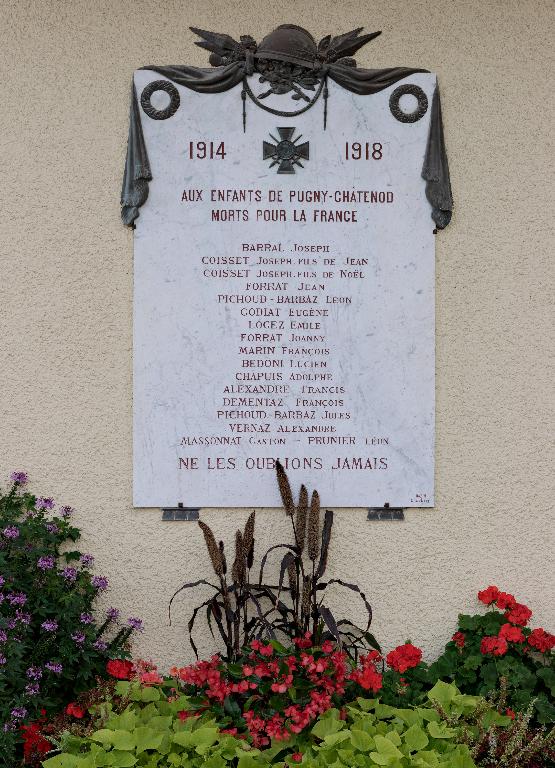 1914 1918
AUX ENFANTS DE PUGNY-CHATENOD
MORTS POUR LA FRANCE
BARRAL JOSEPH
COISSET JOSEPH.FILS DE JEAN
COISSET JOSEPH.FILS DE NOËL
FORRAT JEAN
PICHOUD-BARBAZ LÉON
GODIAT EUGÈNE
LOGEZ EMILE
FORRAT JOANNY
MARIN FRANÇOIS
BEDONI LUCIEN
CHAPUIS ADOLPHE
ALEXANDRE FRANCIS
DEMENTAZ FRANÇOIS
PICHOUD-BARBAZ JULES
VERNAZ ALEXANDRE
MASSONNAT GASTON - PRUNIER LÉON
NE LES OUBLIONS JAMAIS